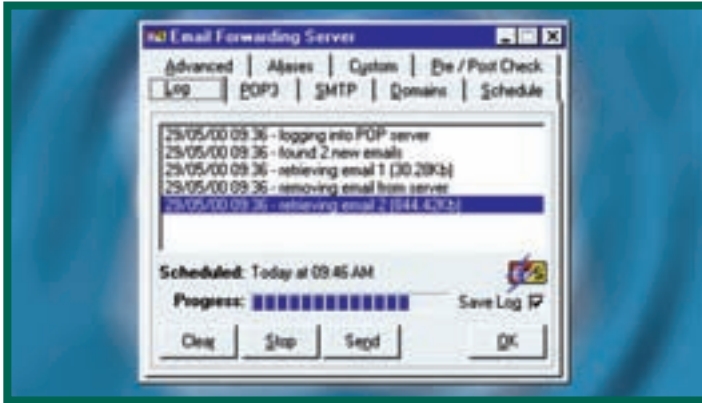 Email Forwarding Server
Advanced Aliases Custom Pre / Post Check
Log POP3 SMTP Domains Schedule
29/05/00 09:36 - logging into POP server
29/05/00 09:36 - found 2 new emails
29/05/00 09:36 - retrieving email 1 (30.28Kb)
29/05/00 09:36 - removing email from server
29/05/00 09:36 - retrieving email 2 (844.42Kb)
Scheduled: Today at 09:46 AM
Progress: Save Log
Clear Stop Send OK